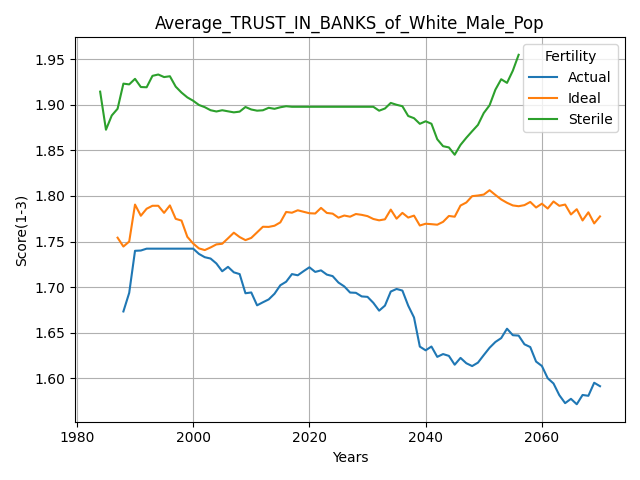 Average_TRUST_IN_BANKS_of_White_Male_Pop
Score(1-3)
1.95
1.90
1.85
1.80
1.75
1.70
1.65
1.60
Fertility
Actual
Ideal
Sterile
1980
2000
2020
2040
2060
Years